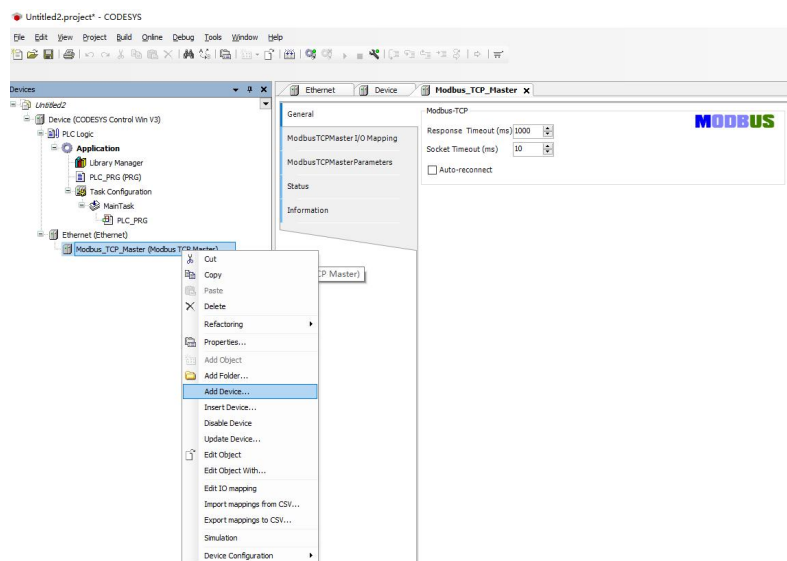 Untitled2.project* - CODESYS
File Edit View Project Build Online Debug Tools Window Help
Devices
Untitled2
Device (CODESYS Control Win V3)
PLC Logic
Application
Library Manager
PLC_PRG (PRG)
Task Configuration
MainTask
PLC_PRG
Ethernet (Ethernet)
Modbus_TCP_Master (Modbus TCP Master)
Cut
Copy
Paste
Delete
Refactoring
Properties...
Add Object
Add Folder...
Add Device...
Insert Device...
Disable Device
Update Device...
Edit Object
Edit Object With...
Edit IO mapping
Import mappings from CSV...
Export mappings to CSV...
Simulation
Device Configuration
Ethernet Device Modbus_TCP_Master
General
ModbusTCPMaster I/O Mapping
ModbusTCPMasterParameters
Status
Information
CP Master)
Modbus-TCP
MODBUS
Response Timeout (ms) 1000
Socket Timeout (ms) 10
Auto-reconnect